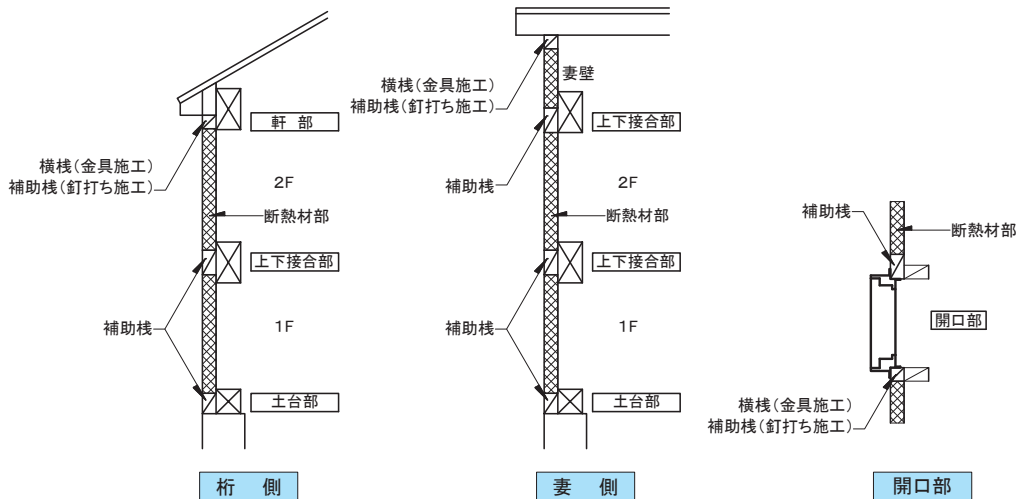 軒 部
横桟(金具施工)
補助桟(釘打ち施工)
2F
断熱材部
上下接合部
補助桟
1F
土台部
桁 側
横桟(金具施工)
補助桟(釘打ち施工)
妻壁
上下接合部
補助桟
2F
断熱材部
上下接合部
補助桟
1F
土台部
妻 側
補助桟
断熱材部
開口部
横桟(金具施工)
補助桟(釘打ち施工)
開口部